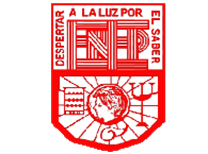 DESPERTAR A LA LUZ POR EL SABER
ENP